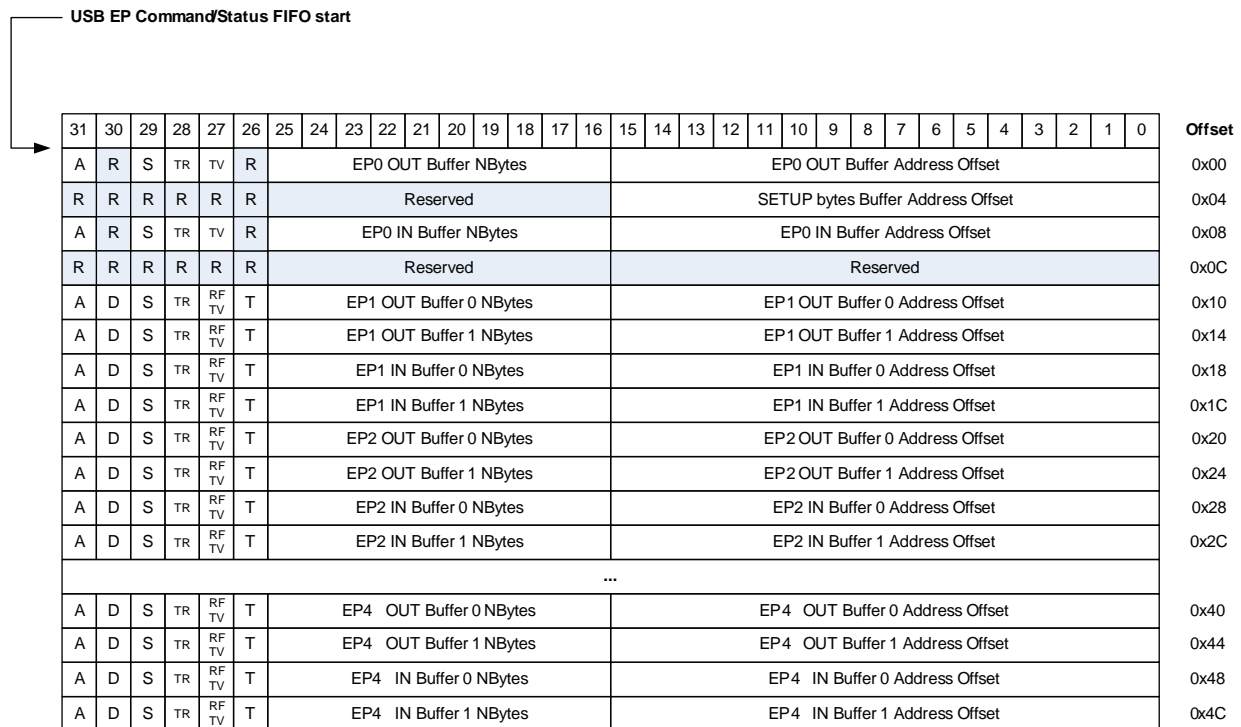 USB EP Command/Status FIFO start
31 30 29 28 27 26 25 24 23 22 21 20 19 18 17 16 15 14 13 12 11 10 9 8 7 6 5 4 3 2 1 0 Offset
A R S TR TV R EP0 OUT Buffer NBytes EP0 OUT Buffer Address Offset 0x00
R R R R R R Reserved SETUP bytes Buffer Address Offset 0x04
A R S TR TV R EP0 IN Buffer NBytes EP0 IN Buffer Address Offset 0x08
R R R R R R Reserved Reserved 0x0C
A D S TR RF TV T EP1 OUT Buffer 0 NBytes EP1 OUT Buffer 0 Address Offset 0x10
A D S TR RF TV T EP1 OUT Buffer 1 NBytes EP1 OUT Buffer 1 Address Offset 0x14
A D S TR RF TV T EP1 IN Buffer 0 NBytes EP1 IN Buffer 0 Address Offset 0x18
A D S TR RF TV T EP1 IN Buffer 1 NBytes EP1 IN Buffer 1 Address Offset 0x1C
A D S TR RF TV T EP2 OUT Buffer 0 NBytes EP2 OUT Buffer 0 Address Offset 0x20
A D S TR RF TV T EP2 OUT Buffer 1 NBytes EP2 OUT Buffer 1 Address Offset 0x24
A D S TR RF TV T EP2 IN Buffer 0 NBytes EP2 IN Buffer 0 Address Offset 0x28
A D S TR RF TV T EP2 IN Buffer 1 NBytes EP2 IN Buffer 1 Address Offset 0x2C
...
A D S TR RF TV T EP4 OUT Buffer 0 NBytes EP4 OUT Buffer 0 Address Offset 0x40
A D S TR RF TV T EP4 OUT Buffer 1 NBytes EP4 OUT Buffer 1 Address Offset 0x44
A D S TR RF TV T EP4 IN Buffer 0 NBytes EP4 IN Buffer 0 Address Offset 0x48
A D S TR RF TV T EP4 IN Buffer 1 NBytes EP4 IN Buffer 1 Address Offset 0x4C